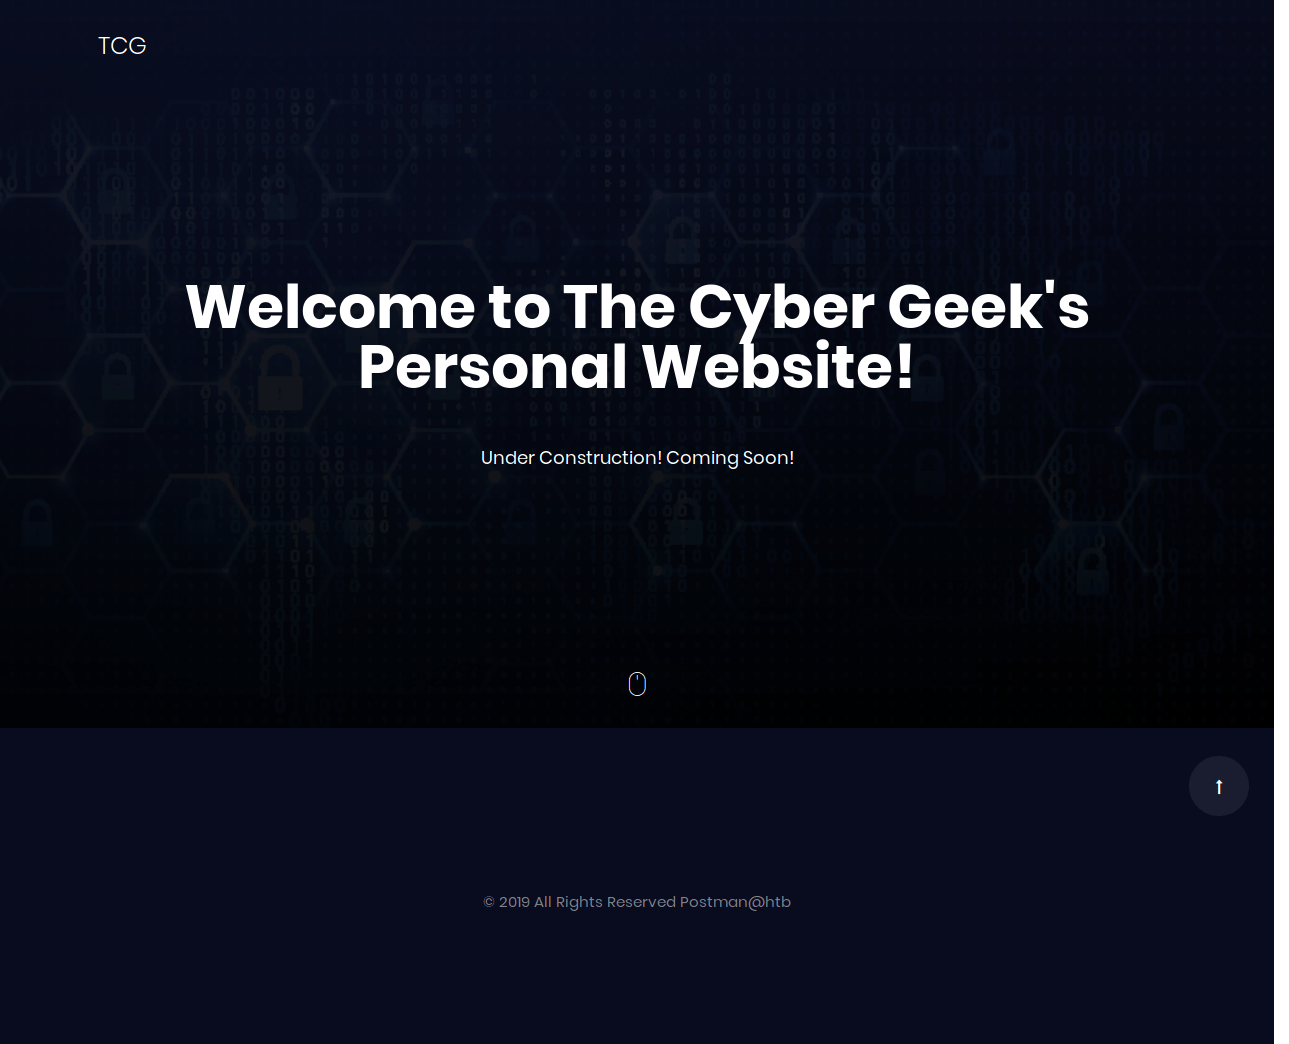 TCG
Welcome to The Cyber Geek's
Personal Website!
Under Construction! Coming Soon!
© 2019 All Rights Reserved Postman@htb